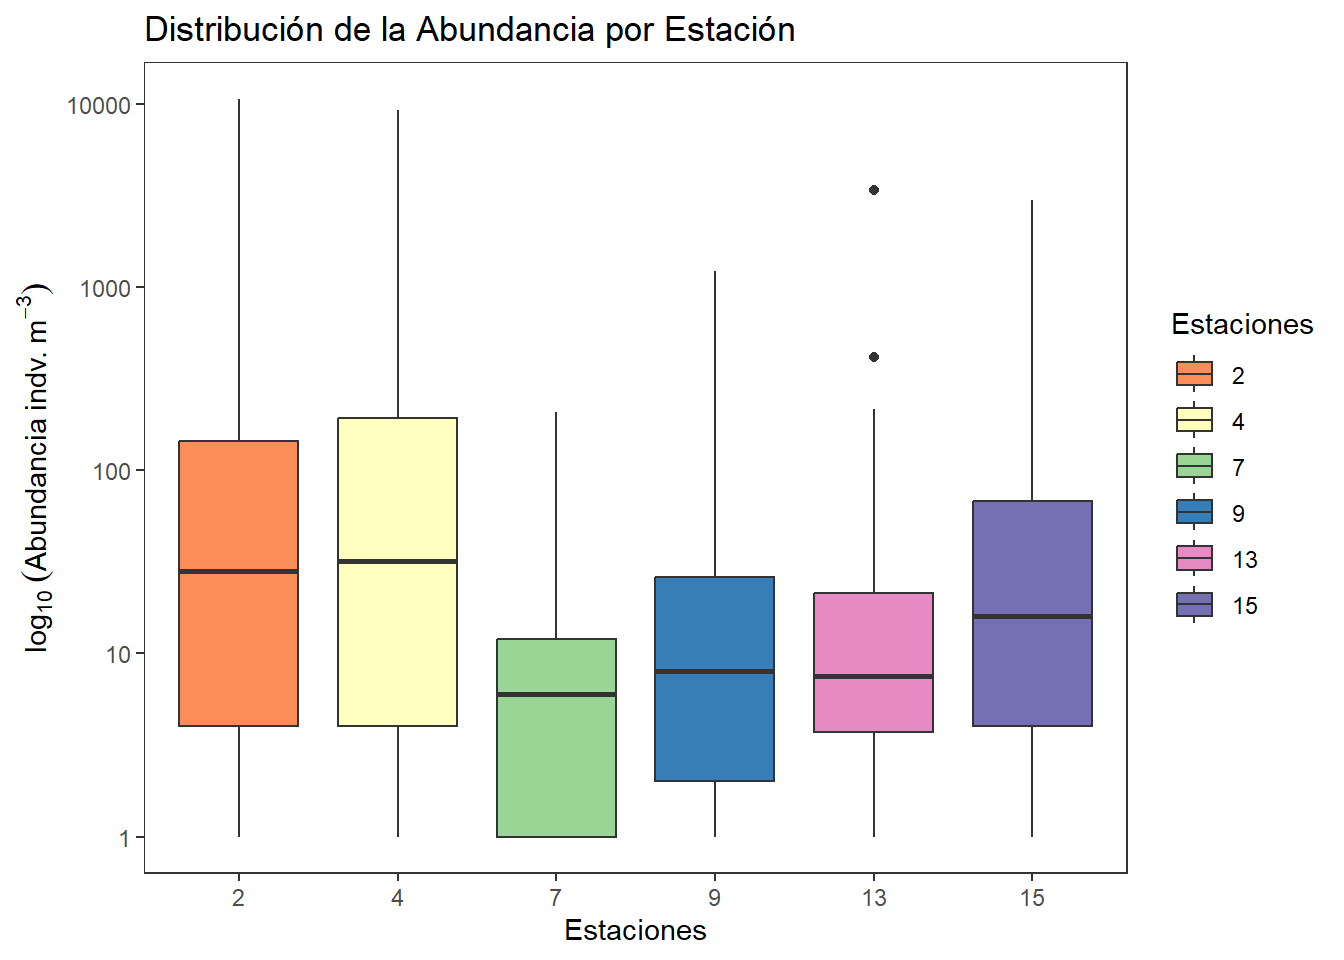 Distribución de la Abundancia por Estación
log₁₀ (Abundancia indv. m⁻³)
10000
1000
100
10
1
2 4 7 9 13 15
Estaciones
Estaciones
2
4
7
9
13
15